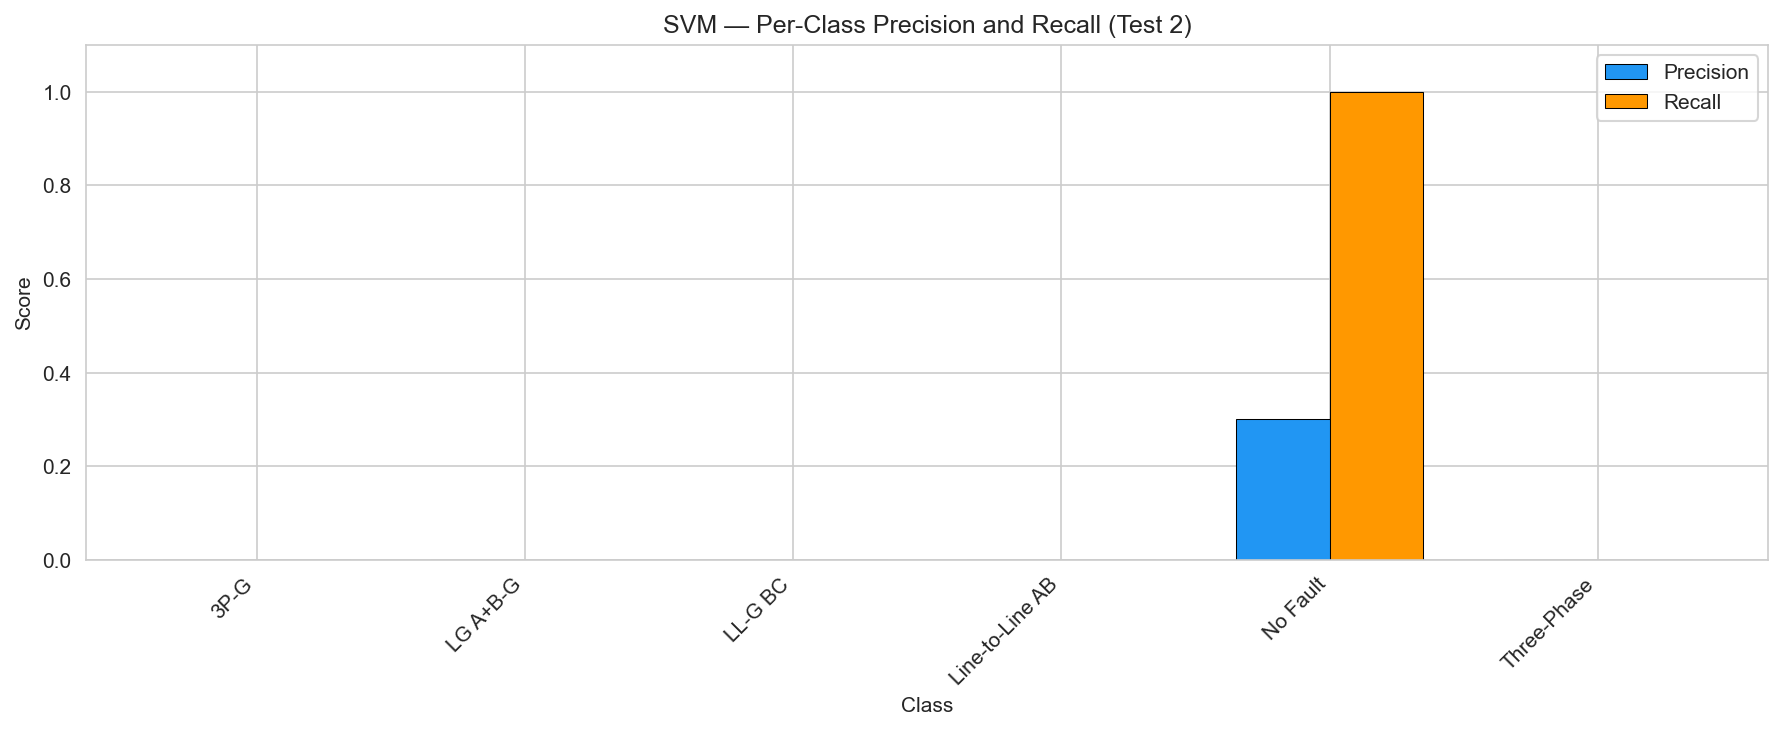 SVM — Per-Class Precision and Recall (Test 2)
Precision
Recall
Score
1.0
0.8
0.6
0.4
0.2
0.0
3P-G
LG A+B-G
LL-G BC
Line-to-Line AB
No Fault
Three-Phase
Class